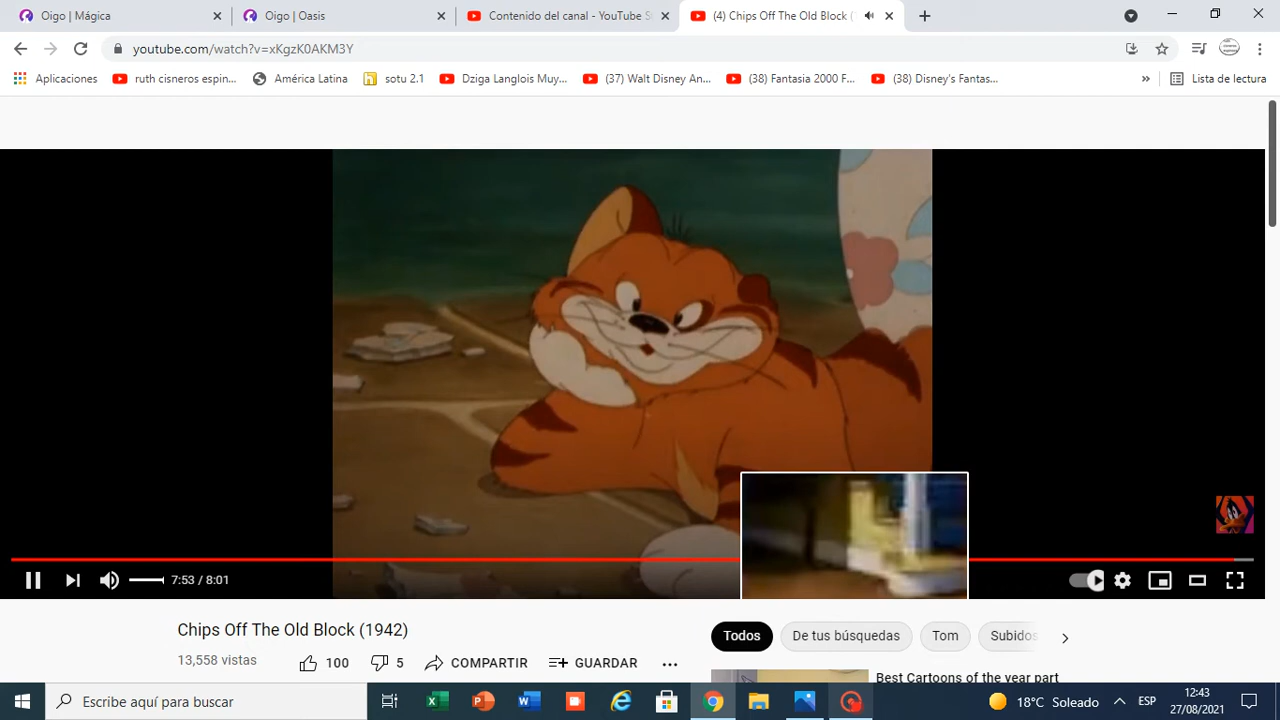 Oigo | Mágica
Oigo | Oasis
Contenido del canal - YouTube S
(4) Chips Off The Old Block (
youtube.com/watch?v=xKgzK0AKM3Y
Aplicaciones
ruth cisneros espin...
América Latina
sotu 2.1
Dziga Langlois Muy...
(37) Walt Disney An...
(38) Fantasia 2000 F...
(38) Disney's Fantas...
»
Lista de lectura
7:53 / 8:01
Chips Off The Old Block (1942)
13,558 vistas
100
5
COMPARTIR
GUARDAR
Todos
De tus búsquedas
Tom
Subidos
Best Cartoons of the year part
Escribe aquí para buscar
18°C Soleado
ESP
12:43
27/08/2021